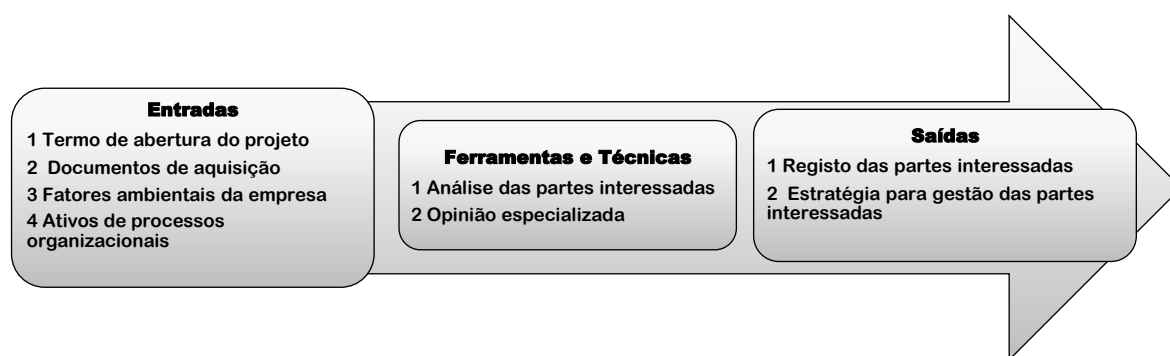 Entradas
1 Termo de abertura do projeto
2 Documentos de aquisição
3 Fatores ambientais da empresa
4 Ativos de processos
organizacionais
Ferramentas e Técnicas
1 Análise das partes interessadas
2 Opinião especializada
Saídas
1 Registo das partes interessadas
2 Estratégia para gestão das partes
interessadas